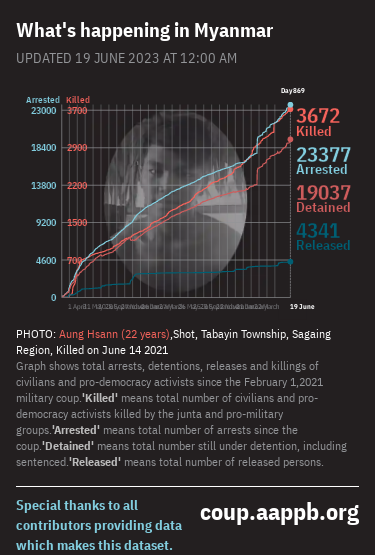 What's happening in Myanmar
UPDATED 19 JUNE 2023 AT 12:00 AM
Day869
Arrested Killed
23000 3700
18400 2900
13800 2200
9200 1500
4600 700
0
3672
Killed
23377
Arrested
19037
Detained
4341
Released
19 June
PHOTO: Aung Hsann (22 years),Shot, Tabayin Township, Sagaing
Region, Killed on June 14 2021
Graph shows total arrests, detentions, releases and killings of
civilians and pro-democracy activists since the February 1,2021
military coup.'Killed' means total number of civilians and pro-
democracy activists killed by the junta and pro-military
groups.'Arrested' means total number of arrests since the
coup.'Detained' means total number still under detention, including
sentenced.'Released' means total number of released persons.
Special thanks to all
contributors providing data
which makes this dataset.
coup.aappb.org